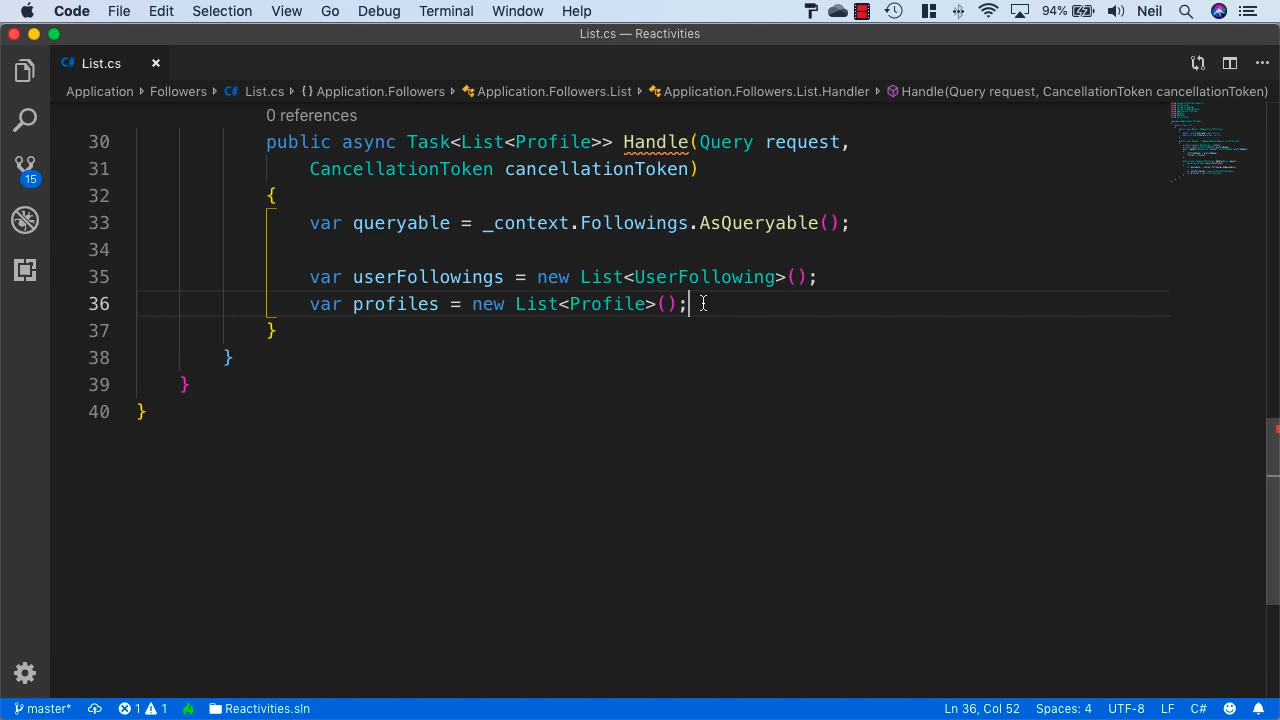 Code File Edit Selection View Go Debug Terminal Window Help 94% Neil
List.cs — Reactivities
C# List.cs
Application Followers C# List.cs {} Application.Followers Application.Followers.List Application.Followers.List.Handler Handle(Query request, CancellationToken cancellationToken)
0 references
30 public async Task<List<Profile>> Handle(Query request,
31 CancellationToken cancellationToken)
32 {
33 var queryable = _context.Followings.AsQueryable();
34
35 var userFollowings = new List<UserFollowing>();
36 var profiles = new List<Profile>();
37 }
38 }
39 }
40 }
15
master* 1 1 Reactivities.sln Ln 36, Col 52 Spaces: 4 UTF-8 LF C#